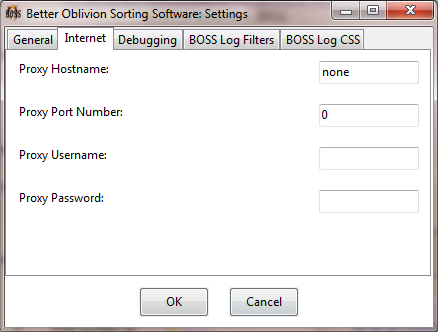 BOSS Better Oblivion Sorting Software: Settings
General Internet Debugging BOSS Log Filters BOSS Log CSS
Proxy Hostname: none
Proxy Port Number: 0
Proxy Username:
Proxy Password:
OK Cancel